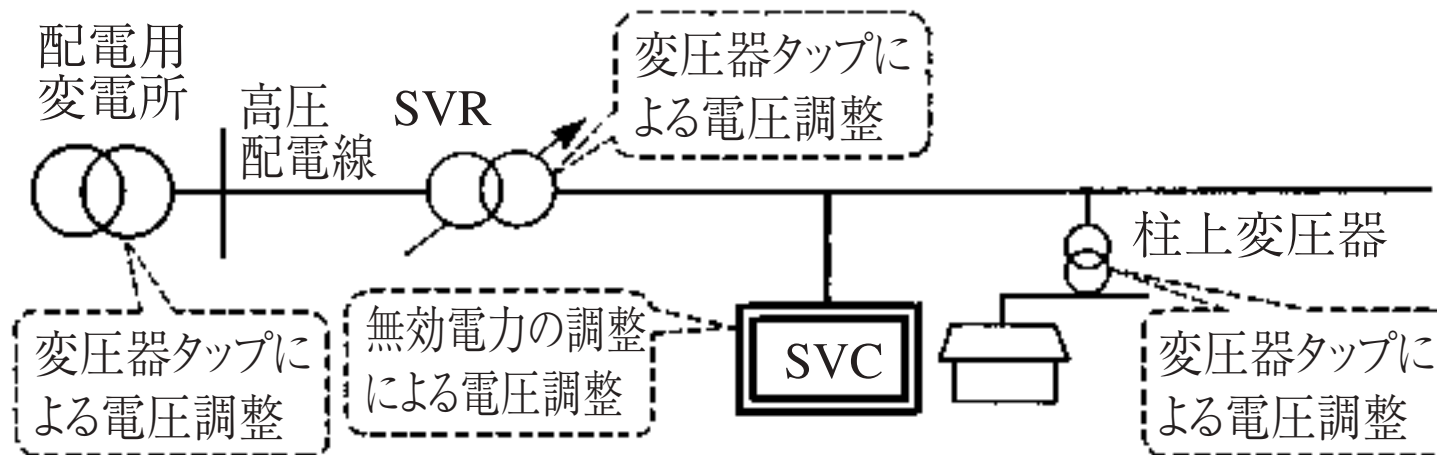 配電用
変電所
高圧
配電線
SVR
変圧器タップに
よる電圧調整
柱上変圧器
変圧器タップに
よる電圧調整
無効電力の調整
による電圧調整
SVC
変圧器タップに
よる電圧調整